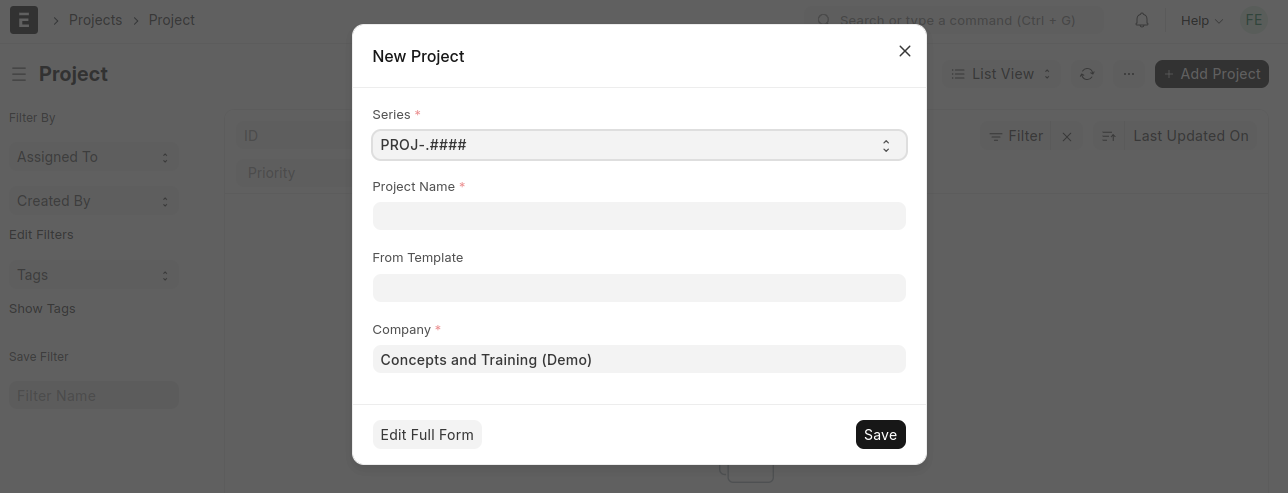 E
Projects
Project
Search or type a command (Ctrl + G)
Help
FE
Project
List View
...
+ Add Project
Filter By
Assigned To
Created By
Edit Filters
Tags
Show Tags
Save Filter
Filter Name
ID
Priority
Filter
Last Updated On
New Project
Series *
PROJ-.####
Project Name *
From Template
Company *
Concepts and Training (Demo)
Edit Full Form
Save